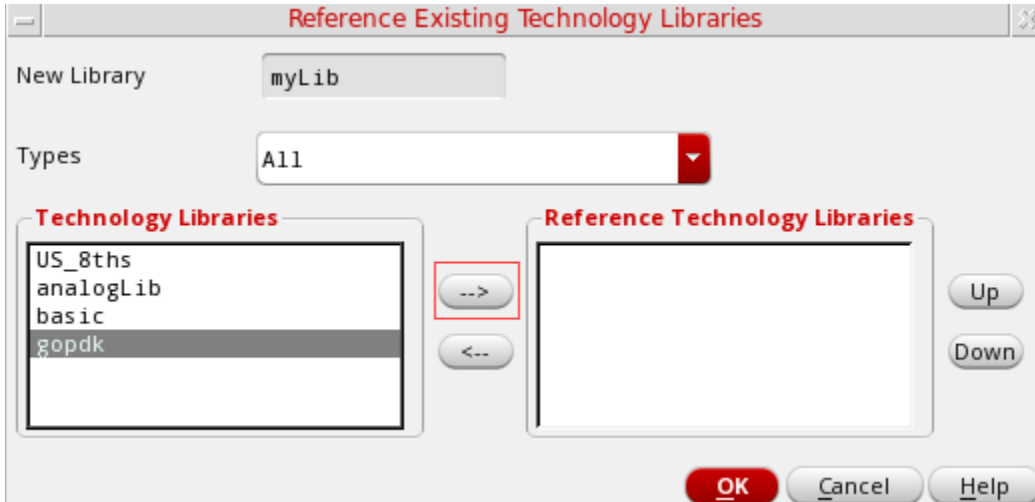 Reference Existing Technology Libraries
New Library
myLib
Types
All
Technology Libraries
US_8ths
analogLib
basic
gopdk
-->
<--
Reference Technology Libraries
Up
Down
OK
Cancel
Help